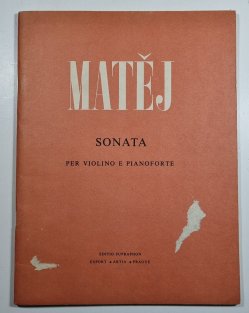 MATĚJ
SONATA
PER VIOLINO E PIANOFORTE
EDITIO SUPRAPHON
EXPORT ★ ARTIA ★ PRAGUE